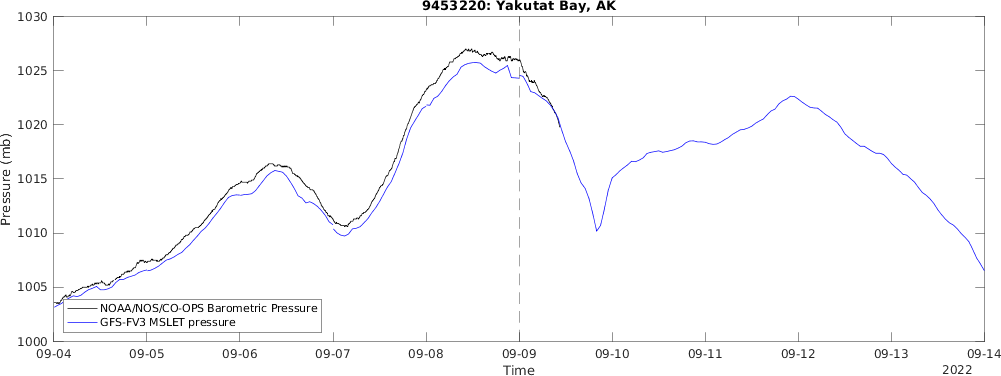 9453220: Yakutat Bay, AK
1030
1025
1020
1015
1010
1005
1000
Pressure (mb)
NOAA/NOS/CO-OPS Barometric Pressure
GFS-FV3 MSLET pressure
09-04 09-05 09-06 09-07 09-08 09-09 09-10 09-11 09-12 09-13 09-14
Time
2022